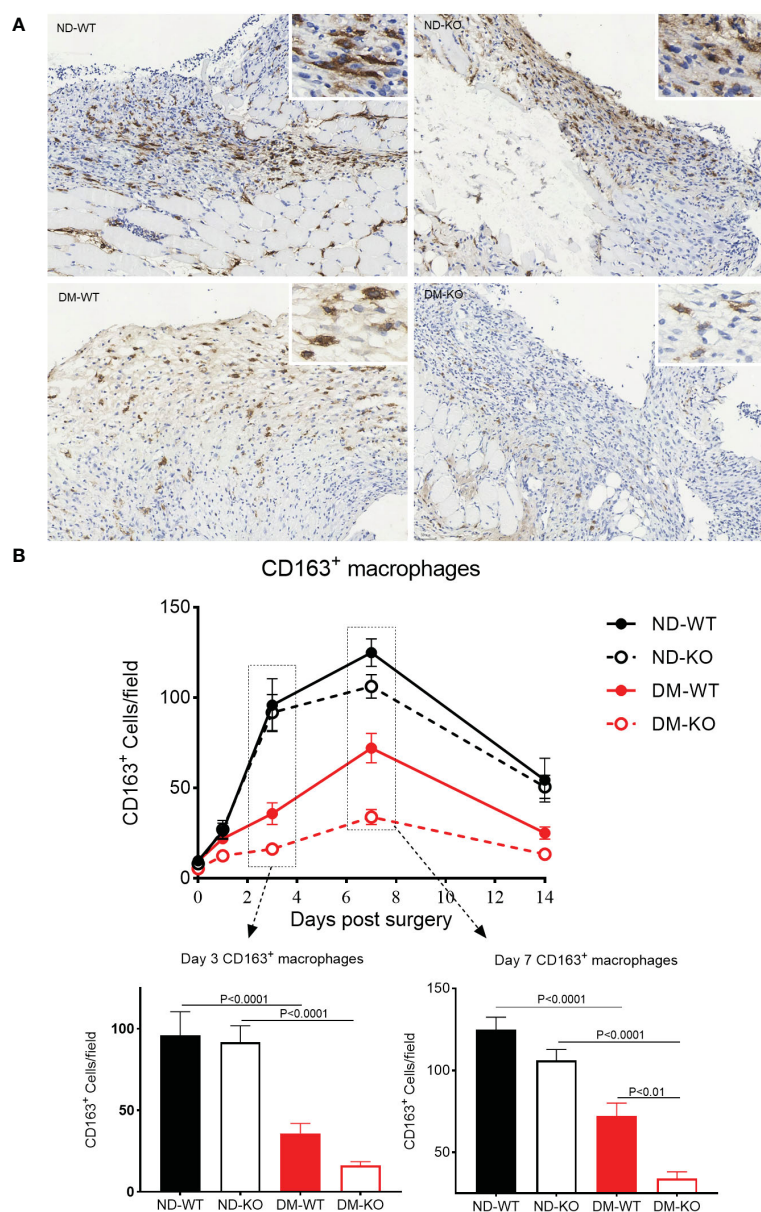 A
ND-WT
ND-KO
DM-WT
DM-KO
B
CD163+ macrophages
CD163+ Cells/field
150
100
50
0
0 2 4 6 8 10 12 14
Days post surgery
ND-WT
ND-KO
DM-WT
DM-KO
Day 3 CD163+ macrophages
CD163+ Cells/field
100
50
0
P<0.0001
P<0.0001
ND-WT ND-KO DM-WT DM-KO
Day 7 CD163+ macrophages
CD163+ Cells/field
150
100
50
P<0.0001
P<0.0001
P<0.01
ND-WT ND-KO DM-WT DM-KO